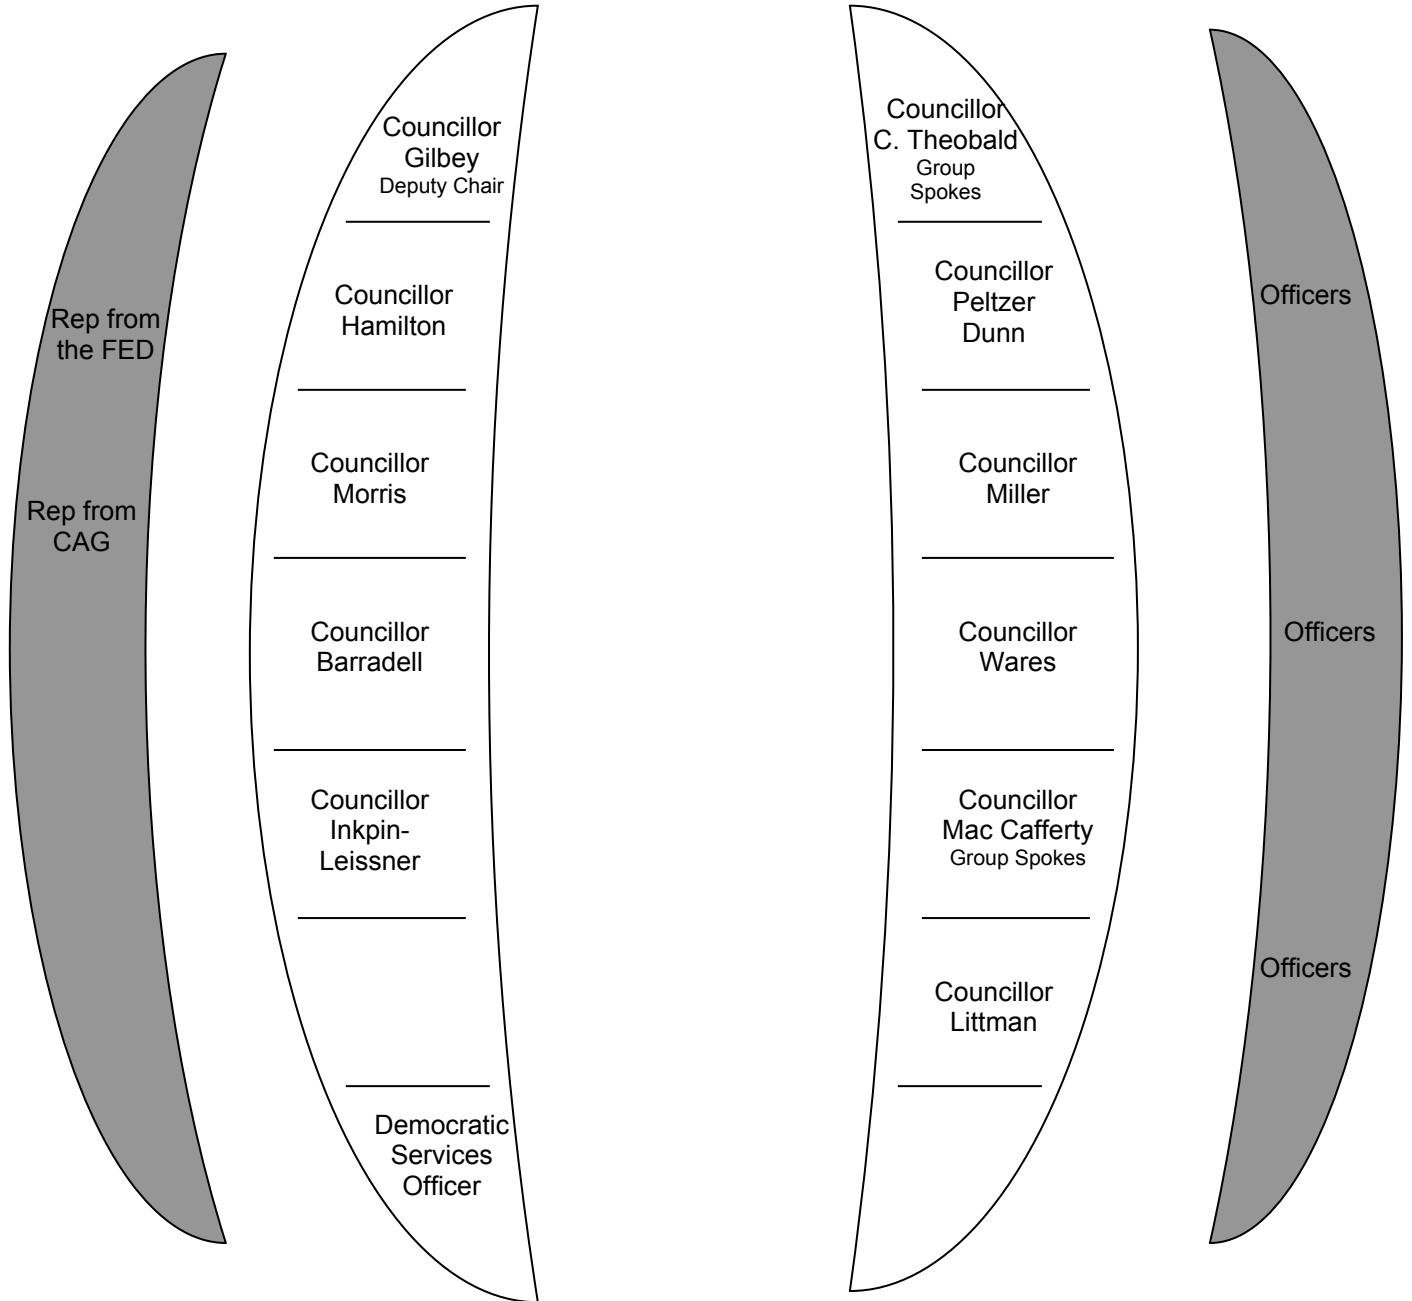 Rep from
the FED
Rep from
CAG
Councillor
Gilbey
Deputy Chair
Councillor
Hamilton
Councillor
Morris
Councillor
Barradell
Councillor
Inkpin-
Leissner
Democratic
Services
Officer
Councillor
C. Theobald
Group
Spokes
Councillor
Peltzer
Dunn
Councillor
Miller
Councillor
Wares
Councillor
Mac Cafferty
Group Spokes
Councillor
Littman
Officers
Officers
Officers